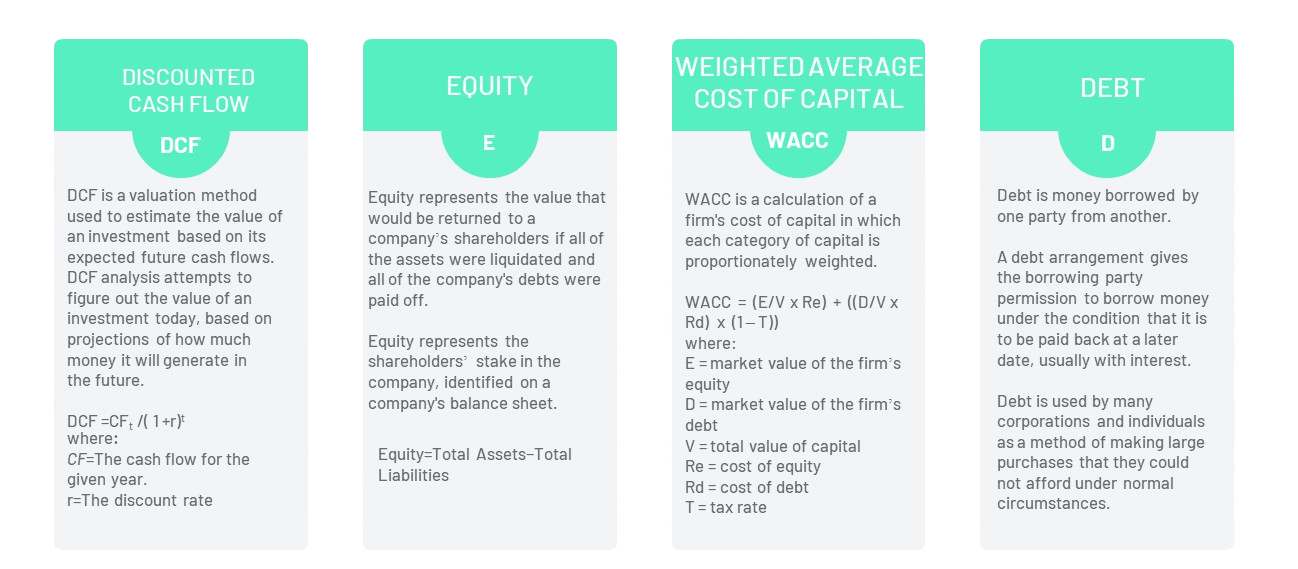 DISCOUNTED
CASH FLOW
DCF
DCF is a valuation method
used to estimate the value of
an investment based on its
expected future cash flows.
DCF analysis attempts to
figure out the value of an
investment today, based on
projections of how much
money it will generate in
the future.
DCF =CFₜ /( 1+r)ᵗ
where:
CF=The cash flow for the
given year.
r=The discount rate
EQUITY
E
Equity represents the value that
would be returned to a
company’s shareholders if all of
the assets were liquidated and
all of the company's debts were
paid off.
Equity represents the
shareholders’ stake in the
company, identified on a
company's balance sheet.
Equity=Total Assets−Total
Liabilities
WEIGHTED AVERAGE
COST OF CAPITAL
WACC
WACC is a calculation of a
firm's cost of capital in which
each category of capital is
proportionately weighted.
WACC = (E/V x Re) + ((D/V x
Rd) x (1 – T))
where:
E = market value of the firm’s
equity
D = market value of the firm’s
debt
V = total value of capital
Re = cost of equity
Rd = cost of debt
T = tax rate
DEBT
D
Debt is money borrowed by
one party from another.
A debt arrangement gives
the borrowing party
permission to borrow money
under the condition that it is
to be paid back at a later
date, usually with interest.
Debt is used by many
corporations and individuals
as a method of making large
purchases that they could
not afford under normal
circumstances.